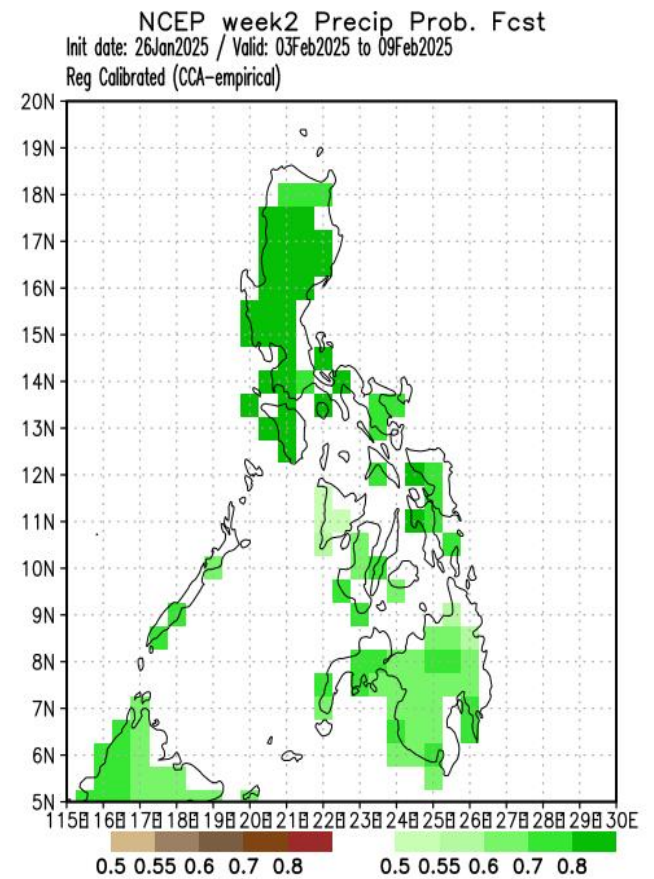 NCEP week2 Precip Prob. Fcst
Init date: 26Jan2025 / Valid: 03Feb2025 to 09Feb2025
Reg Calibrated (CCA-empirical)
20N
19N
18N
17N
16N
15N
14N
13N
12N
11N
10N
9N
8N
7N
6N
5N
115E 116E 117E 118E 119E 120E 121E 122E 123E 124E 125E 126E 127E 128E 129E 130E
0.5 0.55 0.6 0.7 0.8 0.5 0.55 0.6 0.7 0.8